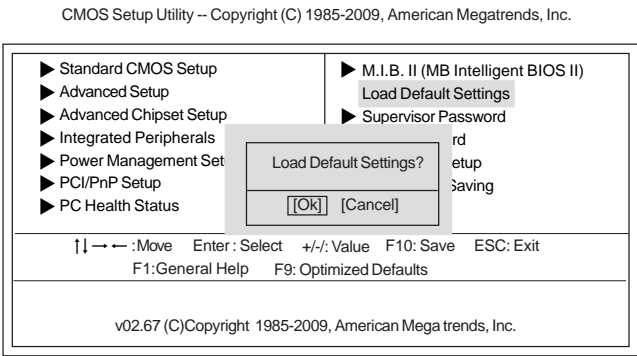 CMOS Setup Utility -- Copyright (C) 1985-2009, American Megatrends, Inc.
Standard CMOS Setup
Advanced Setup
Advanced Chipset Setup
Integrated Peripherals
Power Management Set
PCI/PnP Setup
PC Health Status
M.I.B. II (MB Intelligent BIOS II)
Load Default Settings
Supervisor Password
rd
etup
Saving
Load Default Settings?
[Ok] [Cancel]
↑↓→← :Move Enter : Select +/-/: Value F10: Save ESC: Exit
F1:General Help F9: Optimized Defaults
v02.67 (C)Copyright 1985-2009, American Mega trends, Inc.